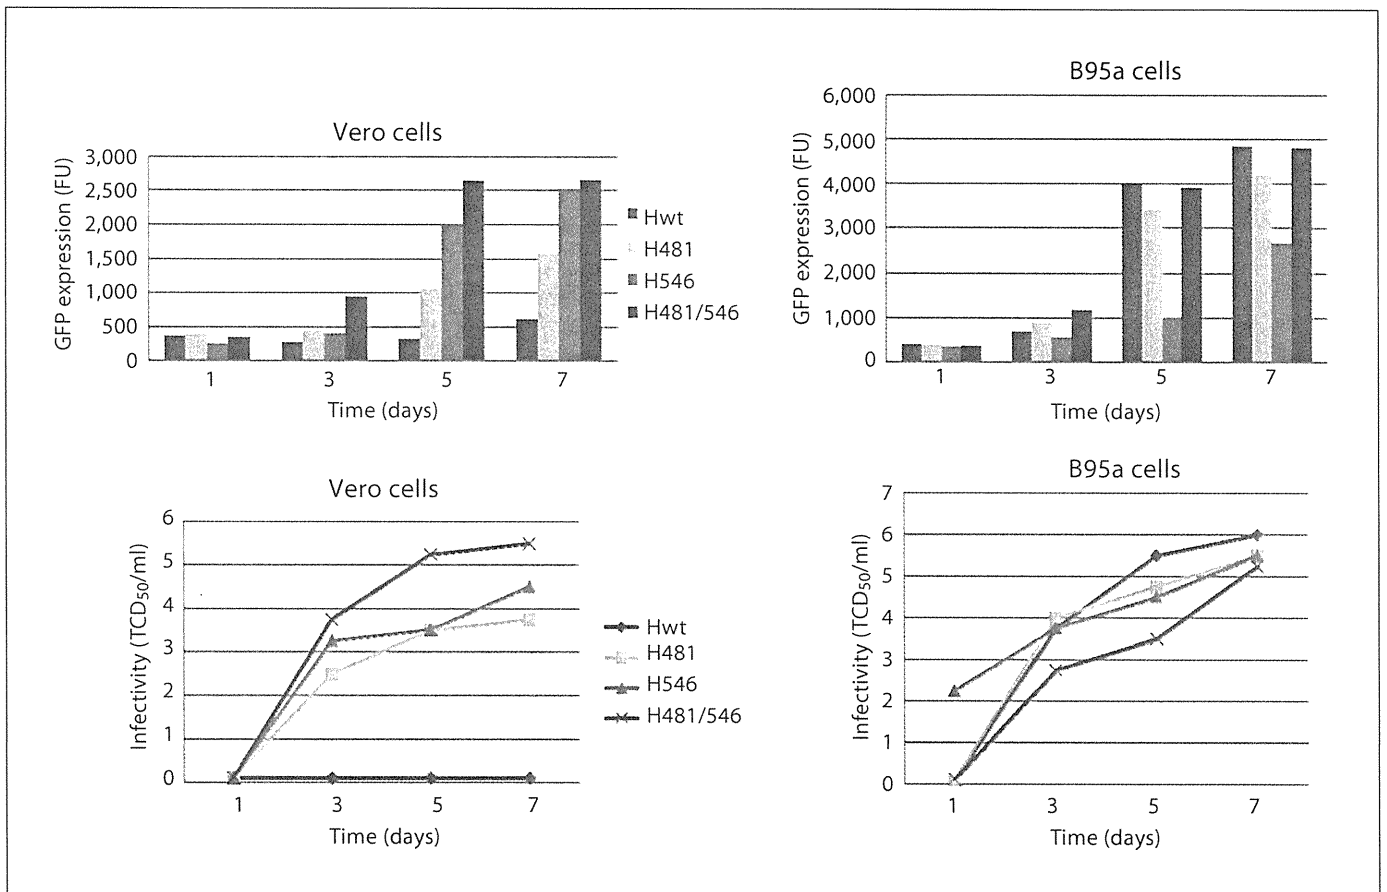 Vero cells
GFP expression (FU)
3,000
2,500
2,000
1,500
1,000
500
0
1 3 5 7
Time (days)
Hwt
H481
H546
H481/546
B95a cells
GFP expression (FU)
6,000
5,000
4,000
3,000
2,000
1,000
0
1 3 5 7
Time (days)
Vero cells
Infectivity (TCD50/ml)
6
5
4
3
2
1
0
1 3 5 7
Time (days)
Hwt
H481
H546
H481/546
B95a cells
Infectivity (TCD50/ml)
7
6
5
4
3
2
1
0
1 3 5 7
Time (days)